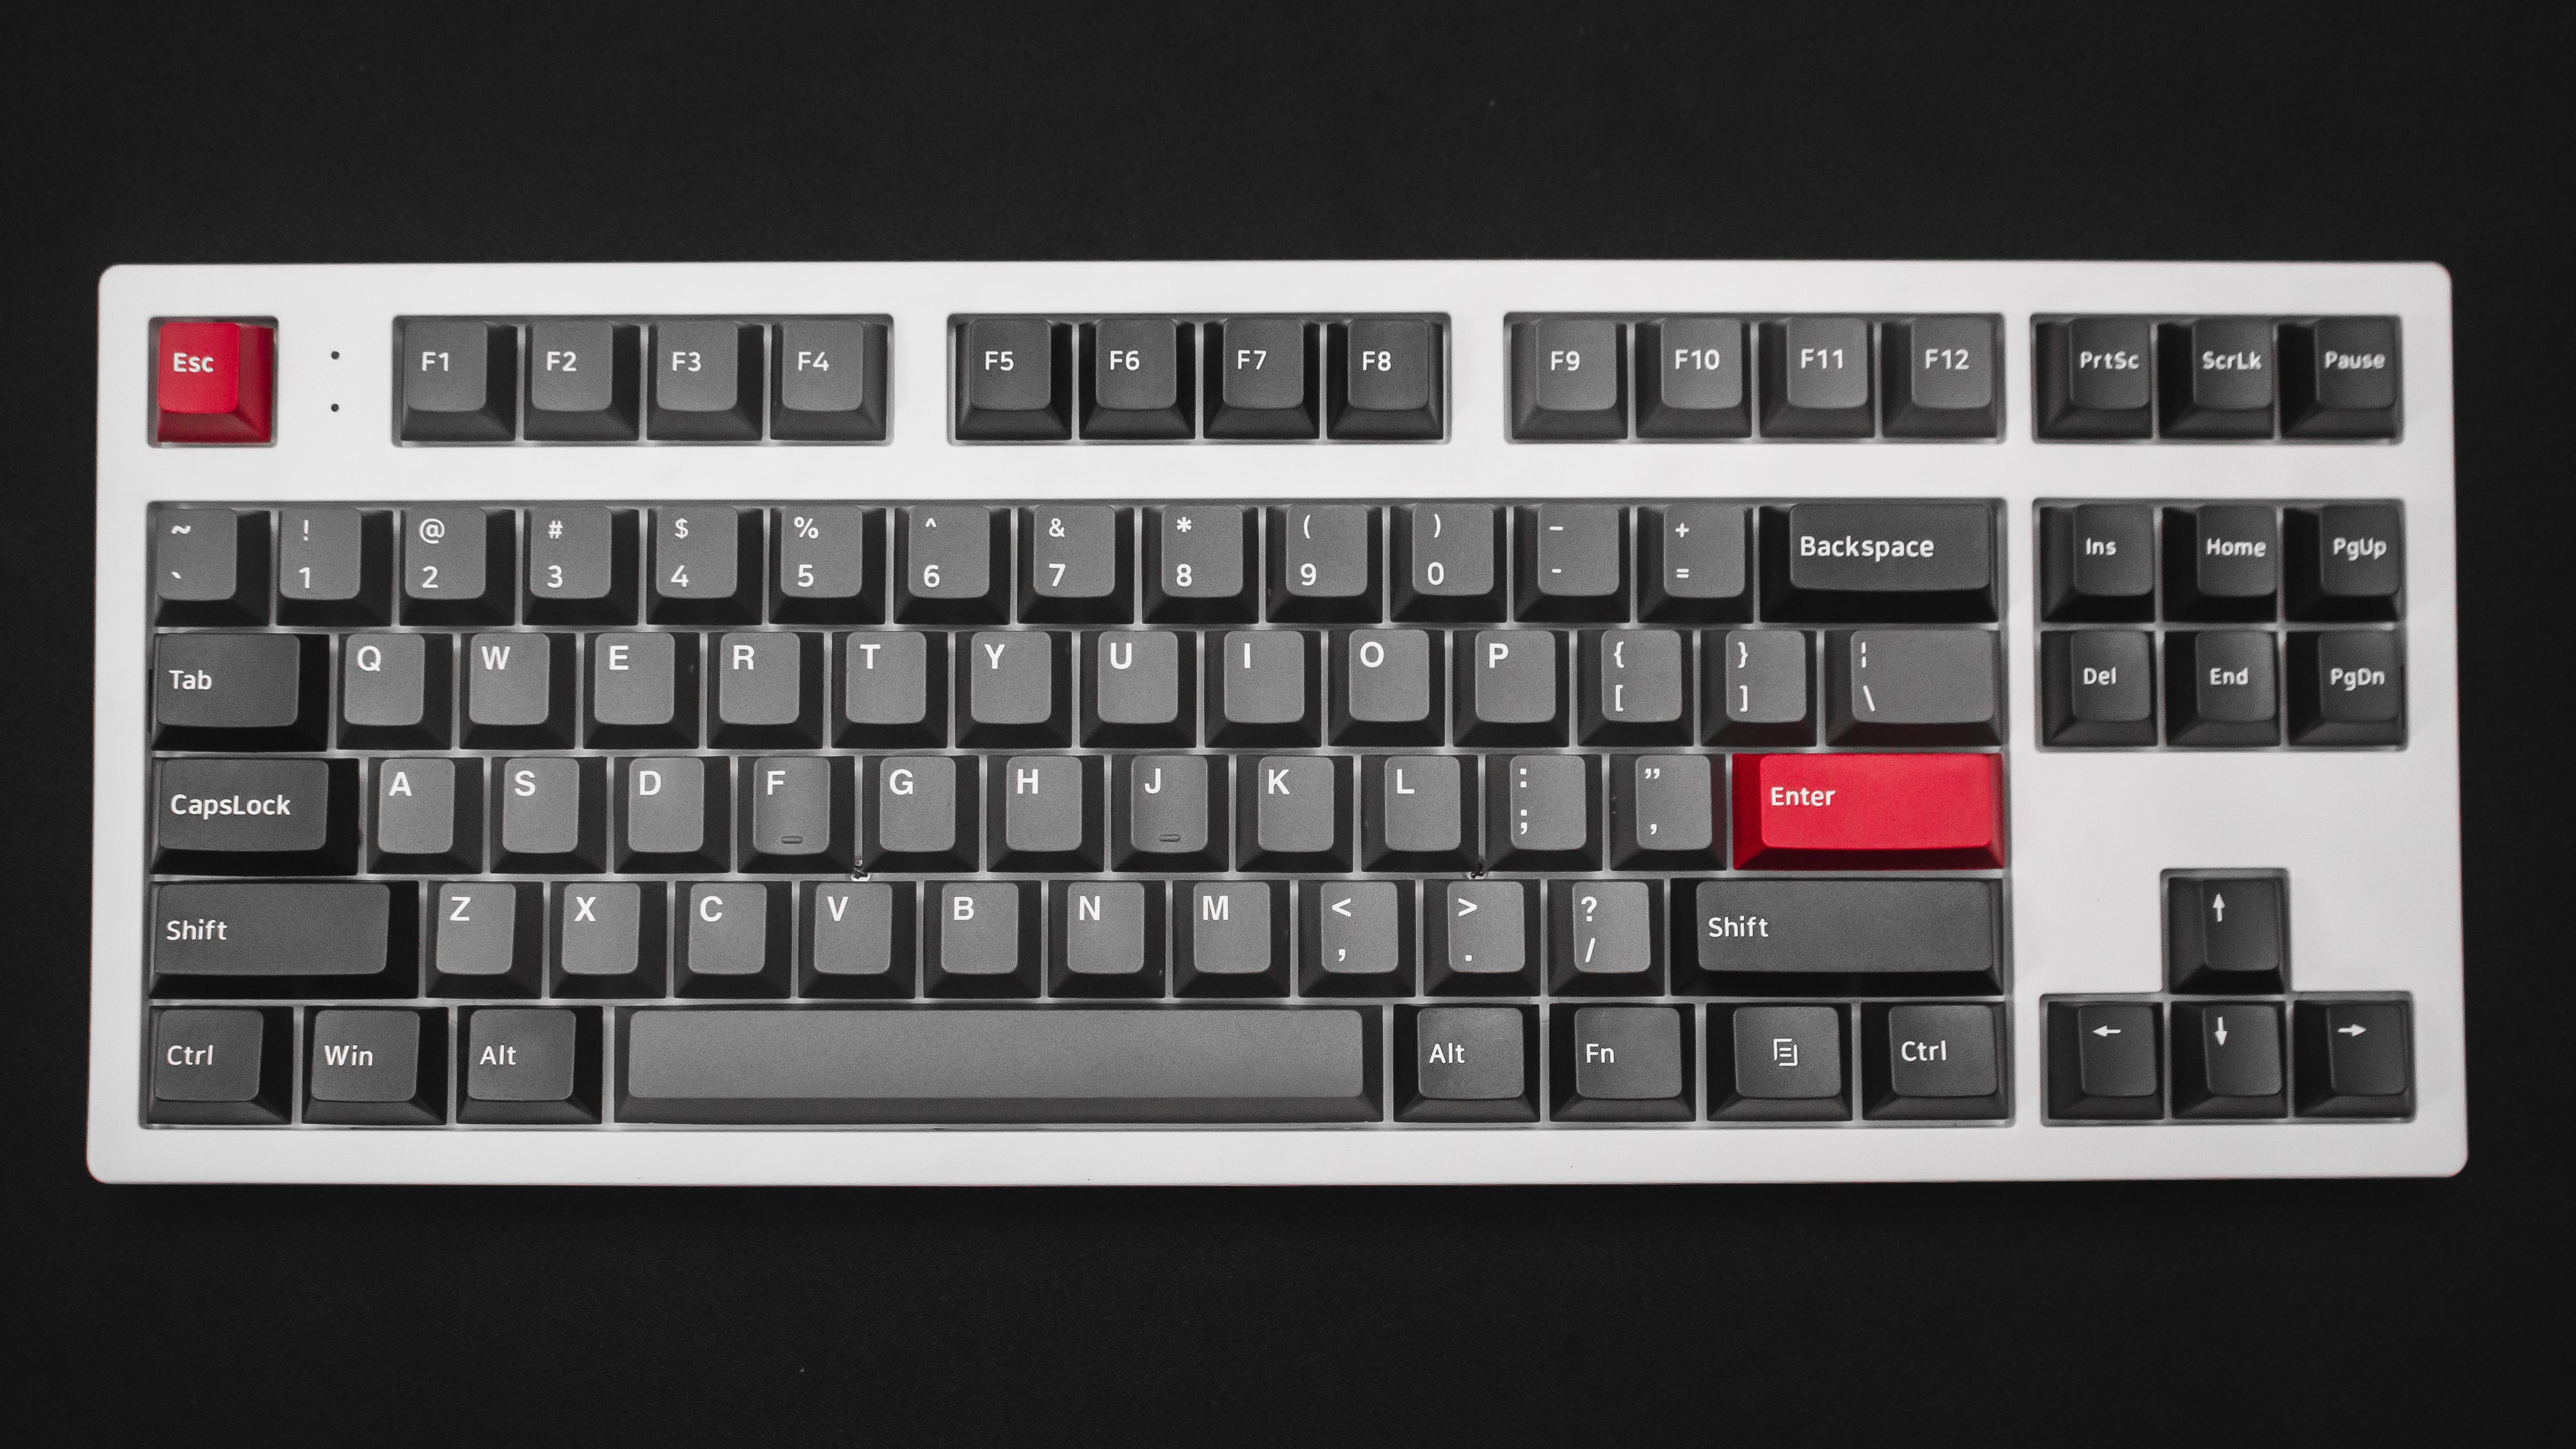 Esc F1 F2 F3 F4 F5 F6 F7 F8 F9 F10 F11 F12 PrtSc ScrLk Pause
~ ! @ # $ % ^ & * ( ) _ + Backspace Ins Home PgUp
` 1 2 3 4 5 6 7 8 9 0 - =
Tab Q W E R T Y U I O P { } ¦ Del End PgDn
[ ] \
CapsLock A S D F G H J K L : ” Enter
; ,
Shift Z X C V B N M < > ? Shift ↑
, . /
Ctrl Win Alt Alt Fn Ctrl ← ↓ →